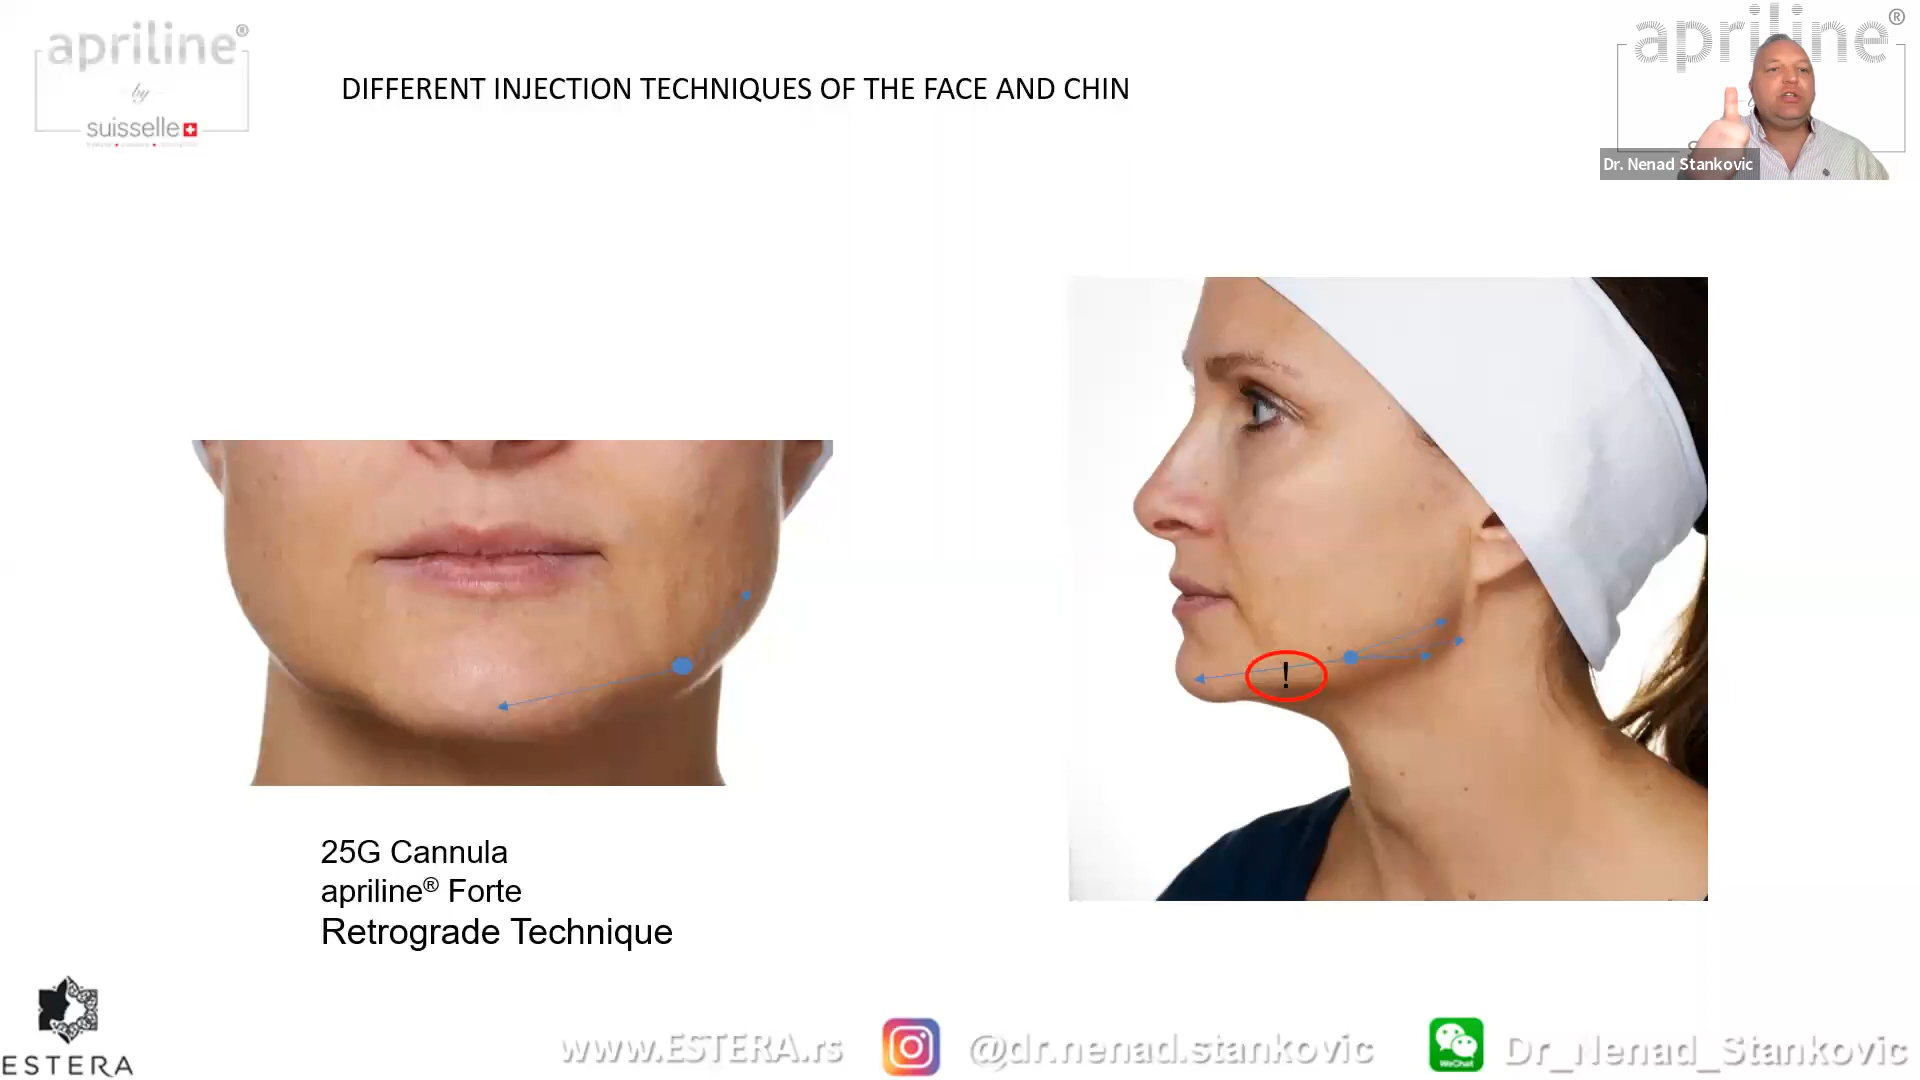 apriline®
by
suisselle
DIFFERENT INJECTION TECHNIQUES OF THE FACE AND CHIN
apriline®
Dr. Nenad Stankovic
!
25G Cannula
apriline® Forte
Retrograde Technique
ESTERA
www.ESTERA.rs
@dr.nenad.stankovic
WeChat
Dr_Nenad_Stankovic